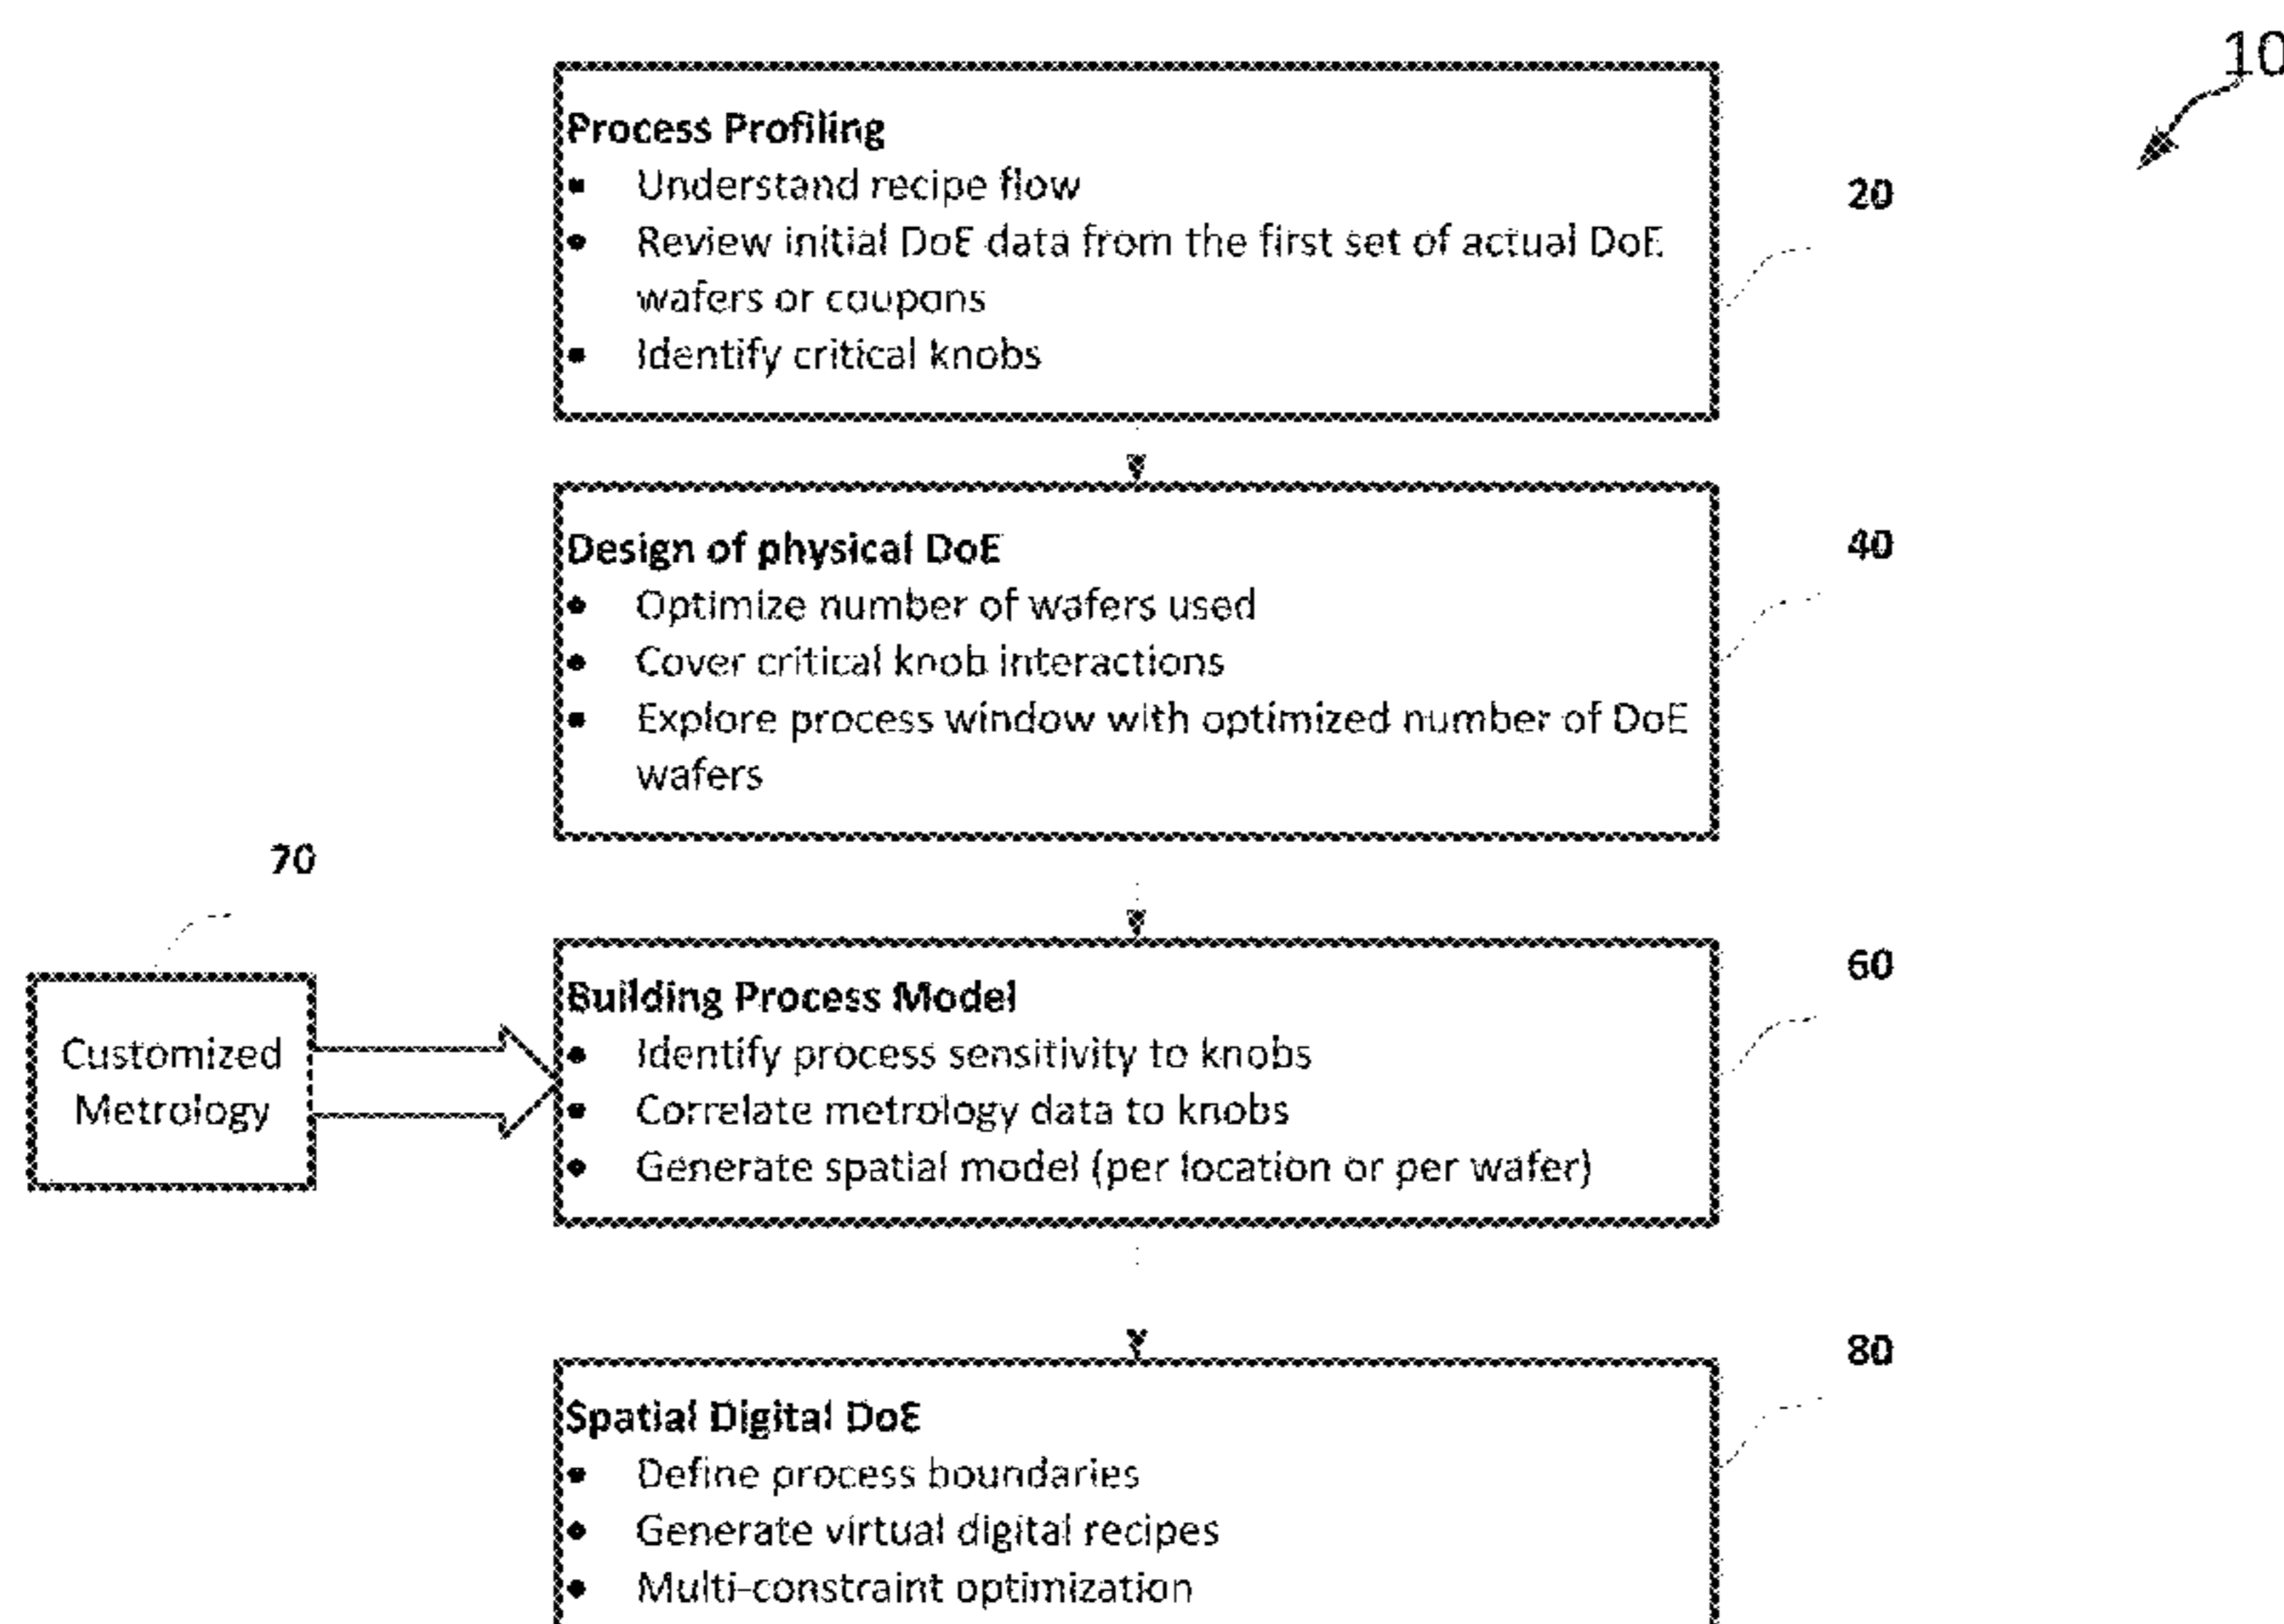 10
Process Profiling
20
▪ Understand recipe flow
• Review initial DoE data from the first set of actual DoE
wafers or coupons
▪ Identify critical knobs
Design of physical DoE
40
• Optimize number of wafers used
• Cover critical knob interactions
▪ Explore process window with optimized number of DoE
wafers
70
60
Customized
Metrology
Building Process Model
• Identify process sensitivity to knobs
▪ Correlate metrology data to knobs
• Generate spatial model (per location or per wafer)
80
Spatial Digital DoE
▪ Define process boundaries
• Generate virtual digital recipes
• Multi-constraint optimization